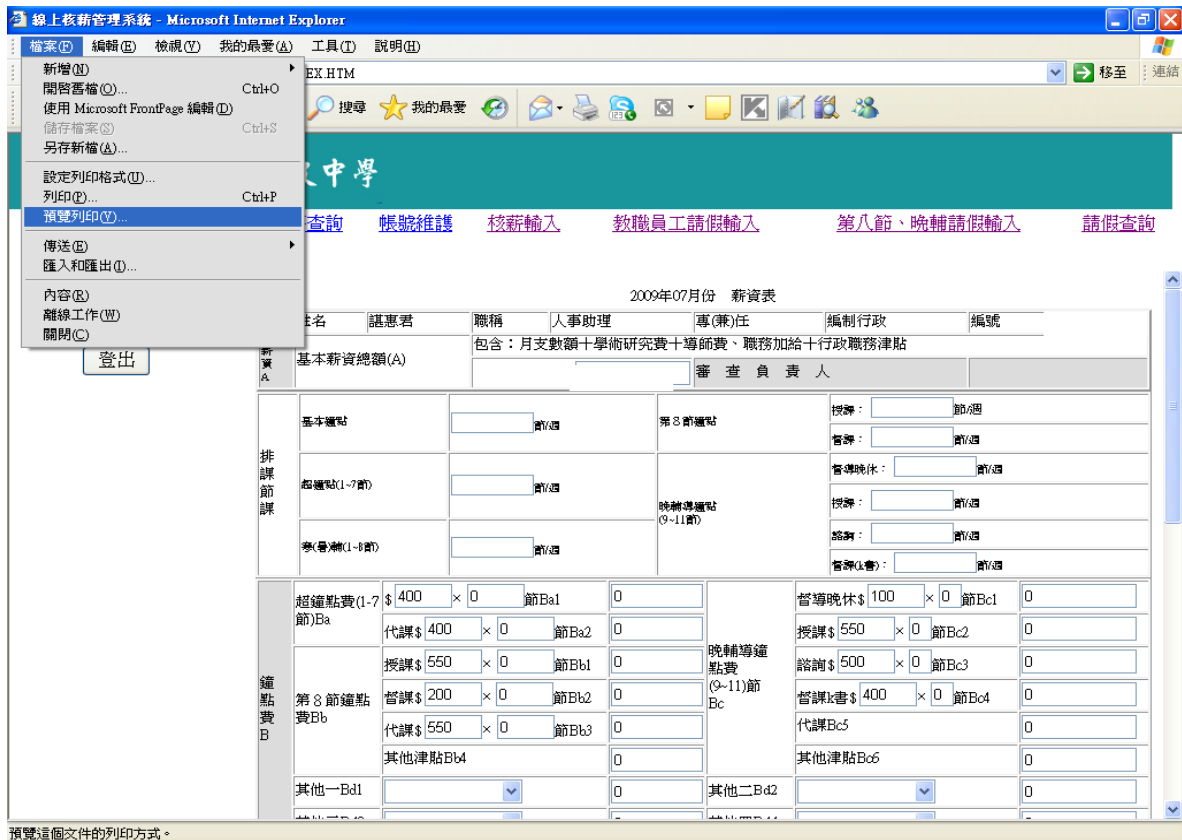 線上核薪管理系統 - Microsoft Internet Explorer
檔案(F) 編輯(E) 檢視(V) 我的最愛(A) 工具(T) 說明(H)
新增(N)
EX.HTM 移至 連結
開啓舊檔(O)... Ctrl+O
使用 Microsoft FrontPage 編輯(D)
搜尋 我的最愛
儲存檔案(S) Ctrl+S
另存新檔(A)...
設定列印格式(U)...
中學
列印(P)... Ctrl+P
預覽列印(V)...
查詢 帳號維護 核薪輸入 教職員工請假輸入 第八節、晚輔請假輸入 請假查詢
傳送(E)
匯入和匯出(I)...
內容(R)
離線工作(W)
關閉(C)
登出
2009年07月份 薪資表
姓名 諶惠君 職稱 人事助理 專(兼)任 編制行政 編號
薪資A
基本薪資總額(A)
包含：月支數額十學術研究費十導師費、職務加給十行政職務津貼
審 查 負 責 人
排課節課
基本鐘點 節/週 第8節鐘點 授課： 節/週
督課： 節/週
超鐘點(1~7節) 節/週 晚輔導鐘點(9~11節) 督導晚休： 節/週
授課： 節/週
寒(暑)輔(1~8節) 節/週 諮詢： 節/週
督課(k書)： 節/週
鐘點費B
超鐘點費(1-7節)Ba $ 400 × 0 節Ba1 0
代課$ 400 × 0 節Ba2 0
第8節鐘點費Bb 授課$ 550 × 0 節Bb1 0
督課$ 200 × 0 節Bb2 0
代課$ 550 × 0 節Bb3 0
其他津貼Bb4 0
晚輔導鐘點費(9~11)節Bc 督導晚休$ 100 × 0 節Bc1 0
授課$ 550 × 0 節Bc2 0
諮詢$ 500 × 0 節Bc3 0
督課k書$ 400 × 0 節Bc4 0
代課Bc5 0
其他津貼Bc6 0
其他一Bd1 0 其他二Bd2 0
預覽這個文件的列印方式。